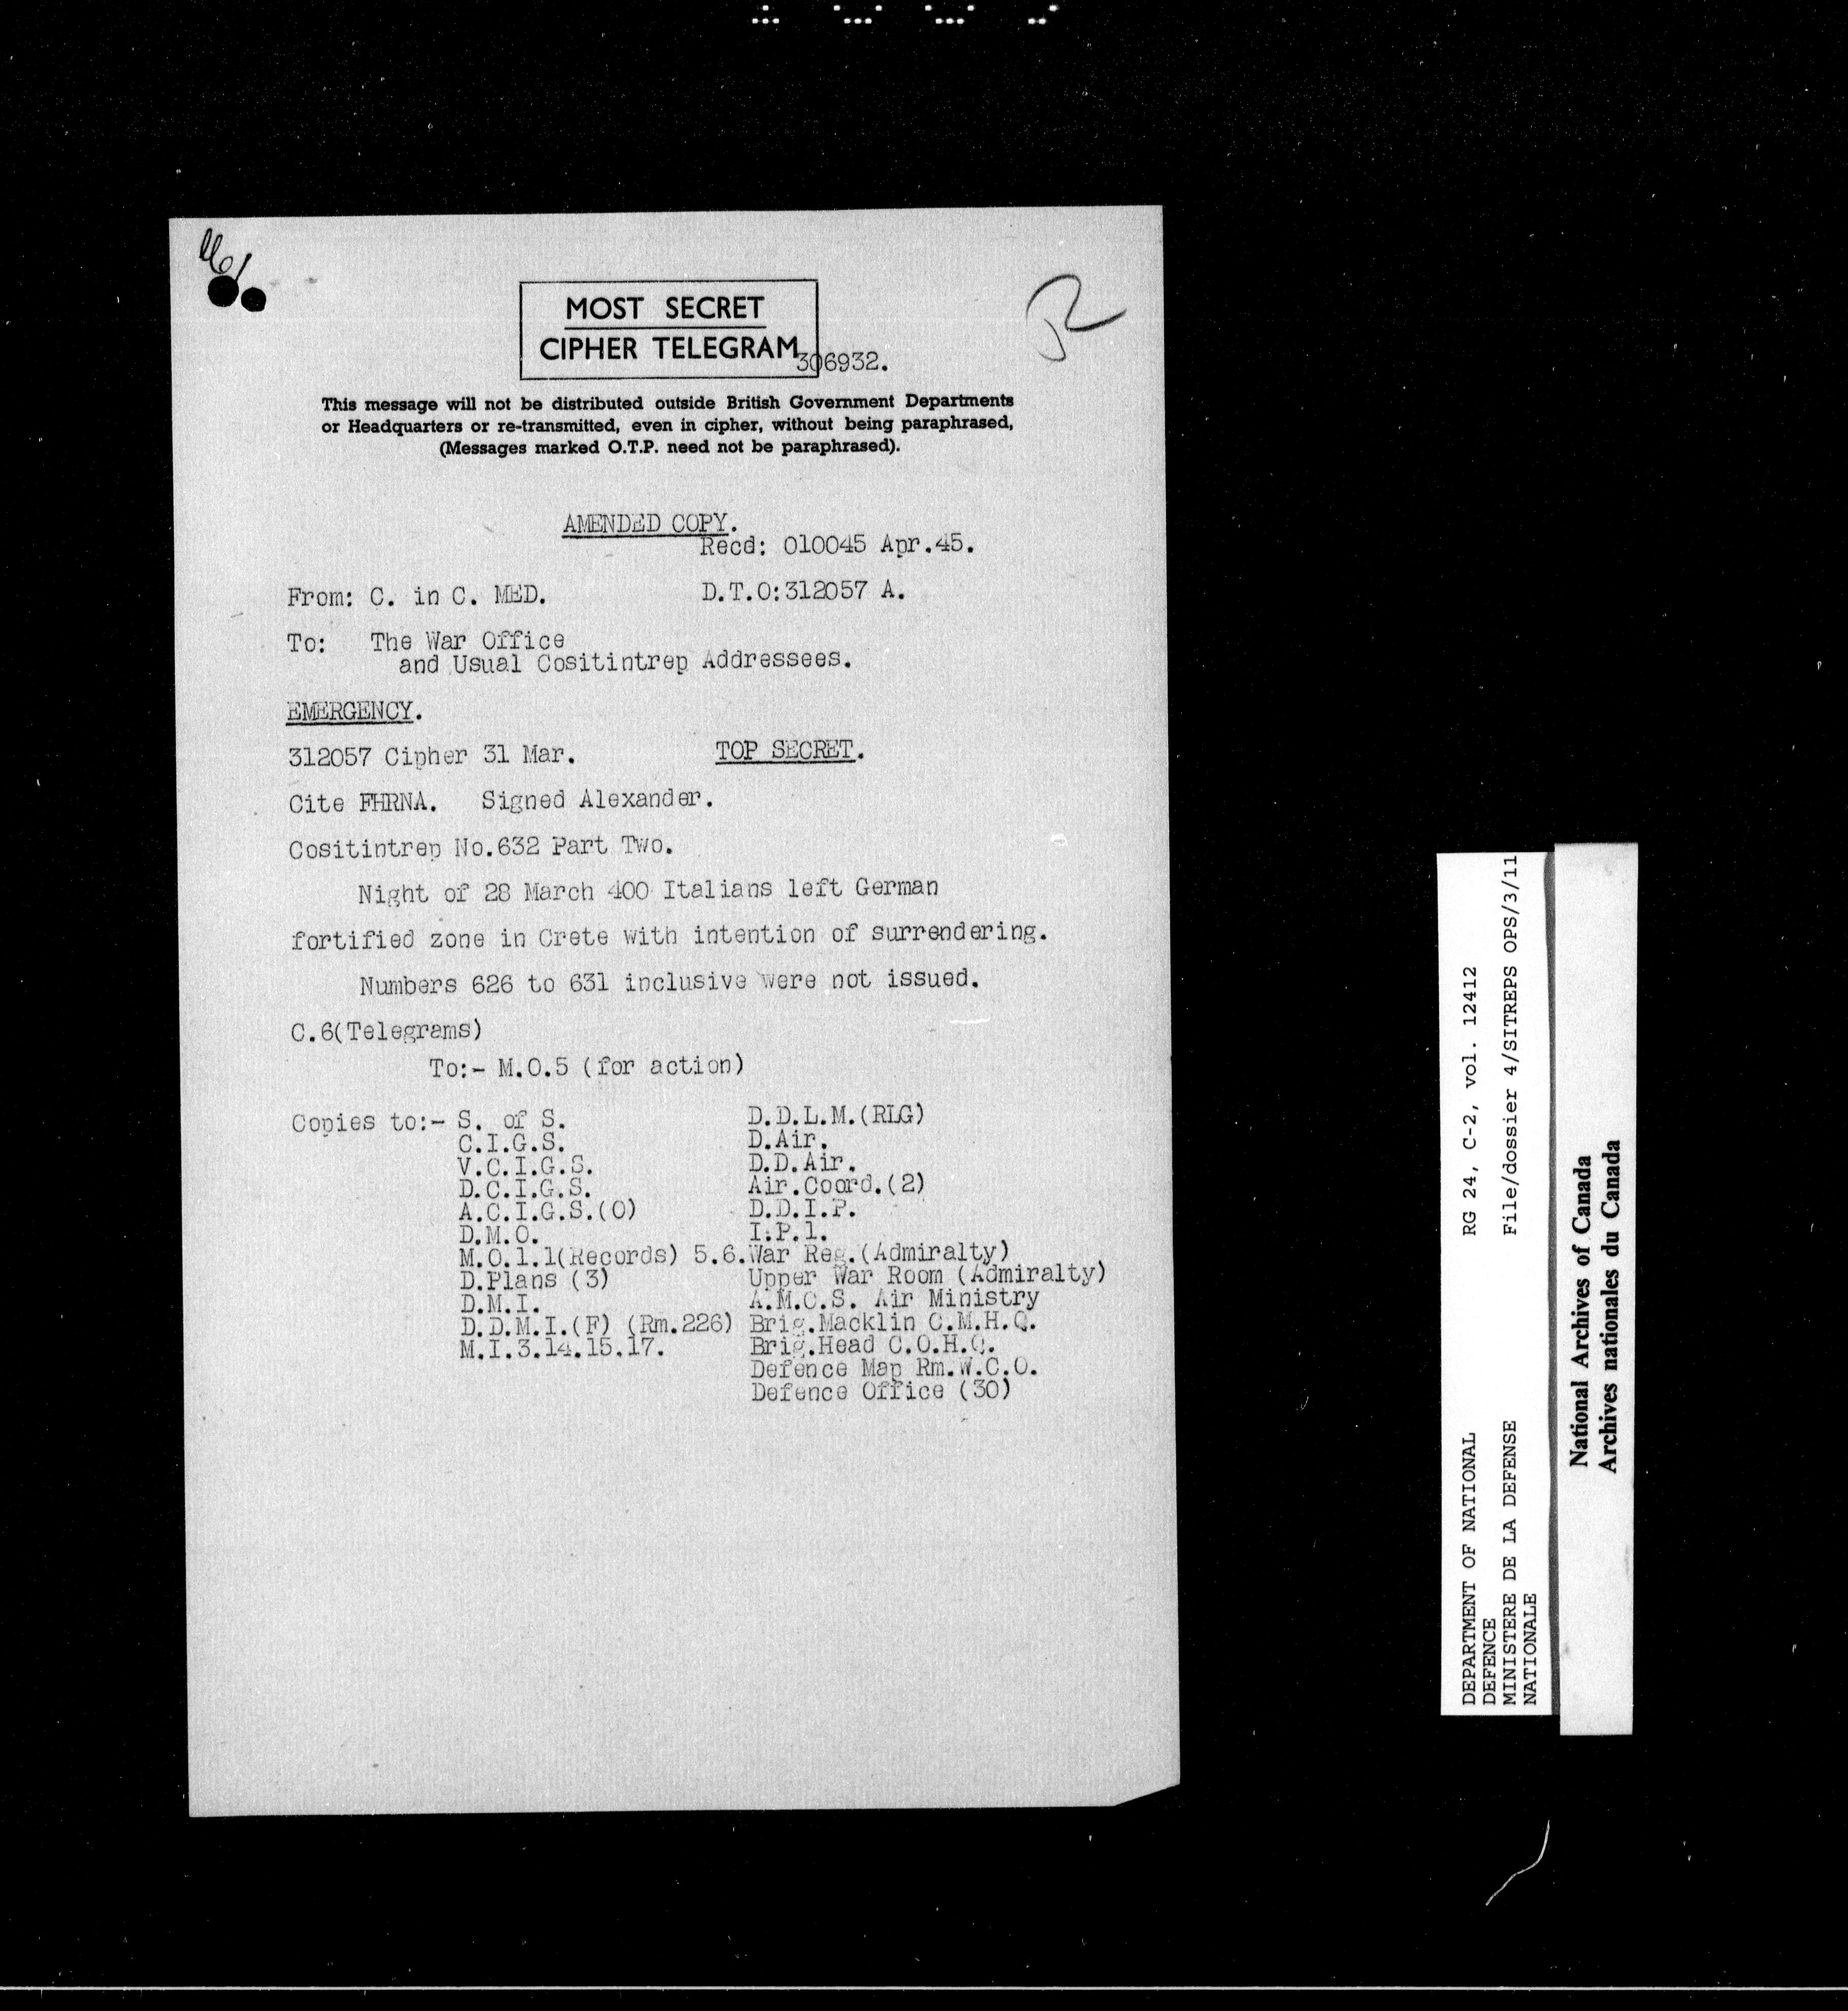 MOST SECRET
CIPHER TELEGRAM
306932.
This message will not be distributed outside British Government Departments
or Headquarters or re-transmitted, even in cipher, without being paraphrased,
(Messages marked O.T.P. need not be paraphrased).
AMENDED COPY.
Recd: 010045 Apr.45.
From: C. in C. MED. D.T.O:312057 A.
To: The War Office
and Usual Cositintrep Addressees.
EMERGENCY.
312057 Cipher 31 Mar. TOP SECRET.
Cite FHRNA. Signed Alexander.
Cositintrep No.632 Part Two.
Night of 28 March 400 Italians left German
fortified zone in Crete with intention of surrendering.
Numbers 626 to 631 inclusive were not issued.
C.6(Telegrams)
To:- M.O.5 (for action)
Copies to:- S. of S.
C.I.G.S.
V.C.I.G.S.
D.C.I.G.S.
A.C.I.G.S.(O)
D.M.O.
M.O.1.1(Records) 5.6.
D.Plans (3)
D.M.I.
D.D.M.I.(F) (Rm.226)
M.I.3.14.15.17.
D.D.L.M.(RLG)
D.Air.
D.D.Air.
Air.Coord.(2)
D.D.I.P.
I.P.1.
War Reg.(Admiralty)
Upper War Room (Admiralty)
A.M.C.S. Air Ministry
Brig.Macklin C.M.H.Q.
Brig.Head C.O.H.Q.
Defence Map Rm.W.C.O.
Defence Office (30)
DEPARTMENT OF NATIONAL RG 24, C-2, vol. 12412
DEFENCE
MINISTERE DE LA DEFENSE File/dossier 4/SITREPS OPS/3/11
NATIONALE
National Archives of Canada
Archives nationales du Canada